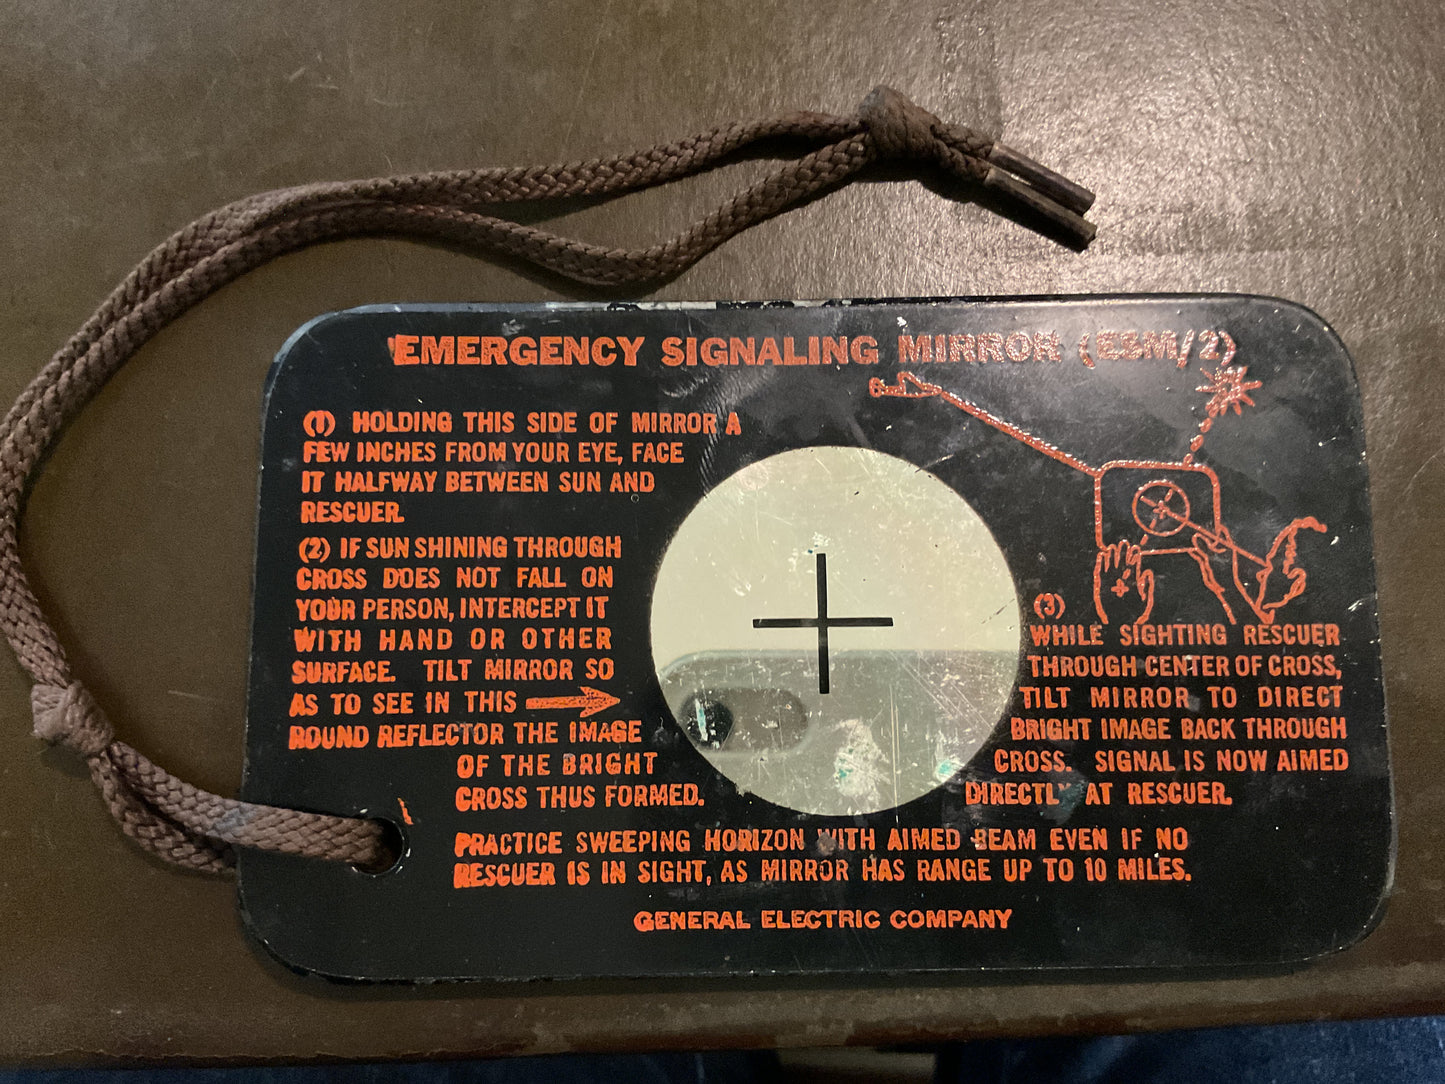 EMERGENCY SIGNALING MIRROR (ESM/2)
(1) HOLDING THIS SIDE OF MIRROR A
FEW INCHES FROM YOUR EYE, FACE
IT HALFWAY BETWEEN SUN AND
RESCUER.
(2) IF SUN SHINING THROUGH
CROSS DOES NOT FALL ON
YOUR PERSON, INTERCEPT IT
WITH HAND OR OTHER
SURFACE. TILT MIRROR SO
AS TO SEE IN THIS
ROUND REFLECTOR THE IMAGE
OF THE BRIGHT
CROSS THUS FORMED.
(3)
WHILE SIGHTING RESCUER
THROUGH CENTER OF CROSS,
TILT MIRROR TO DIRECT
BRIGHT IMAGE BACK THROUGH
CROSS. SIGNAL IS NOW AIMED
DIRECTLY AT RESCUER.
PRACTICE SWEEPING HORIZON WITH AIMED BEAM EVEN IF NO
RESCUER IS IN SIGHT, AS MIRROR HAS RANGE UP TO 10 MILES.
GENERAL ELECTRIC COMPANY